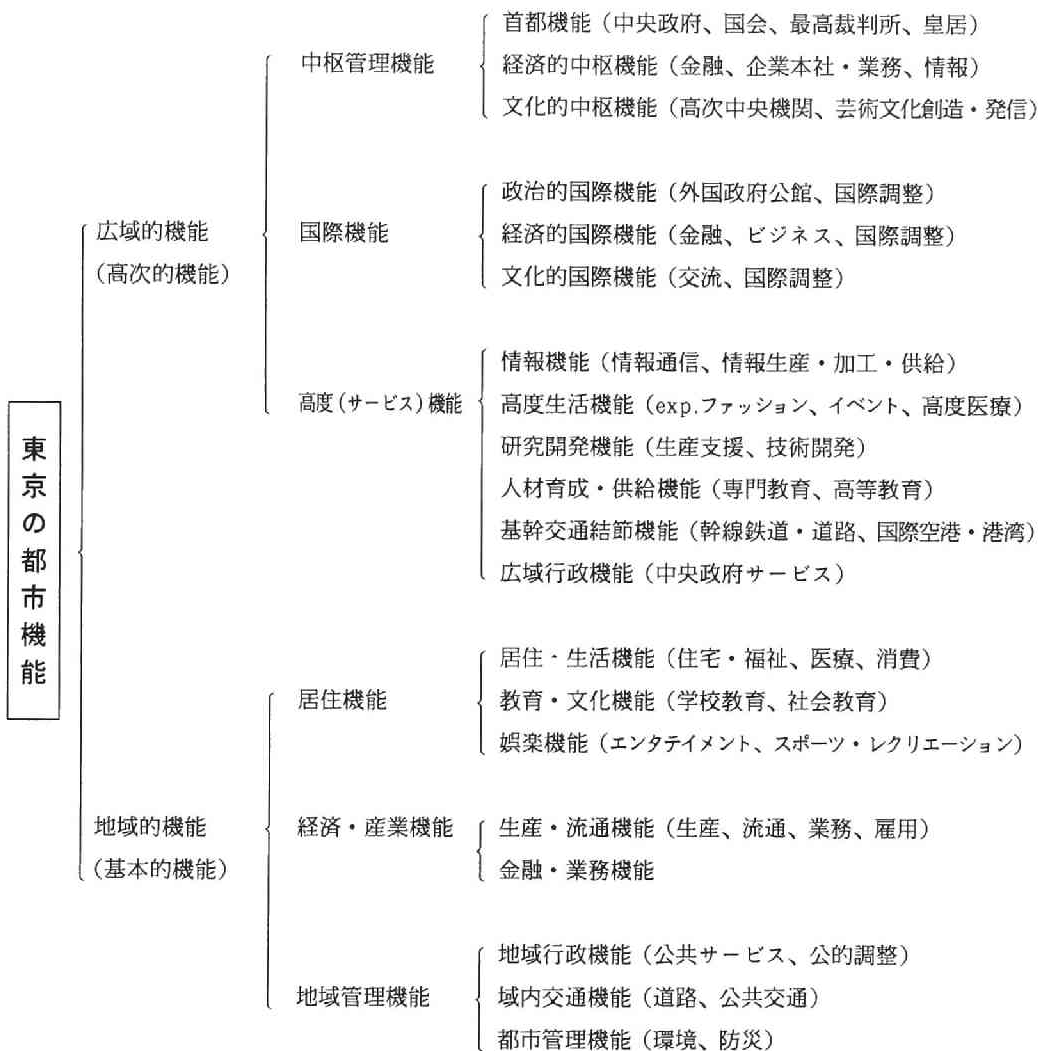 東京の都市機能
広域的機能
（高次的機能）
中枢管理機能
首都機能（中央政府、国会、最高裁判所、皇居）
経済的中枢機能（金融、企業本社・業務、情報）
文化的中枢機能（高次中央機関、芸術文化創造・発信）
国際機能
政治的国際機能（外国政府公館、国際調整）
経済的国際機能（金融、ビジネス、国際調整）
文化的国際機能（交流、国際調整）
高度（サービス）機能
情報機能（情報通信、情報生産・加工・供給）
高度生活機能（exp.ファッション、イベント、高度医療）
研究開発機能（生産支援、技術開発）
人材育成・供給機能（専門教育、高等教育）
基幹交通結節機能（幹線鉄道・道路、国際空港・港湾）
広域行政機能（中央政府サービス）
地域的機能
（基本的機能）
居住機能
居住・生活機能（住宅・福祉、医療、消費）
教育・文化機能（学校教育、社会教育）
娯楽機能（エンタテイメント、スポーツ・レクリエーション）
経済・産業機能
生産・流通機能（生産、流通、業務、雇用）
金融・業務機能
地域管理機能
地域行政機能（公共サービス、公的調整）
域内交通機能（道路、公共交通）
都市管理機能（環境、防災）